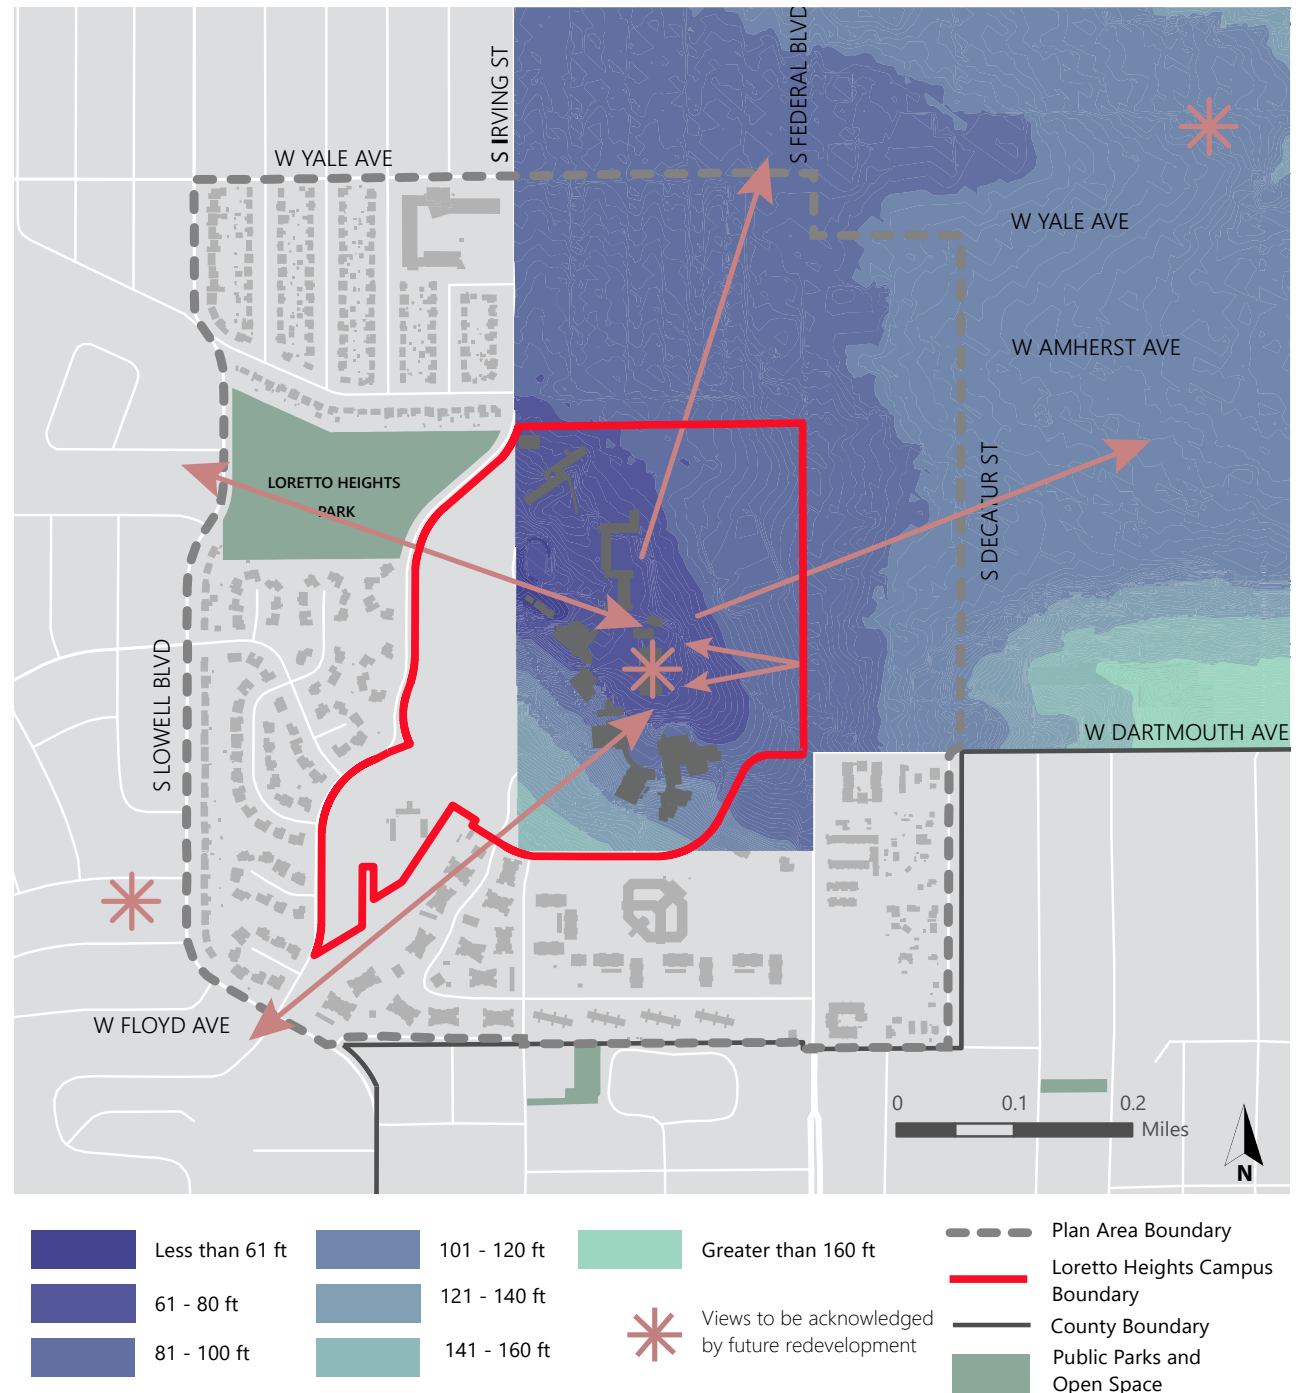 S IRVING ST
S FEDERAL BLVD
W YALE AVE
W YALE AVE
W AMHERST AVE
LORETTO HEIGHTS
PARK
S DECATUR ST
S LOWELL BLVD
W DARTMOUTH AVE
W FLOYD AVE
0 0.1 0.2
Miles
N
Less than 61 ft
61 - 80 ft
81 - 100 ft
101 - 120 ft
121 - 140 ft
141 - 160 ft
Greater than 160 ft
Views to be acknowledged
by future redevelopment
Plan Area Boundary
Loretto Heights Campus
Boundary
County Boundary
Public Parks and
Open Space